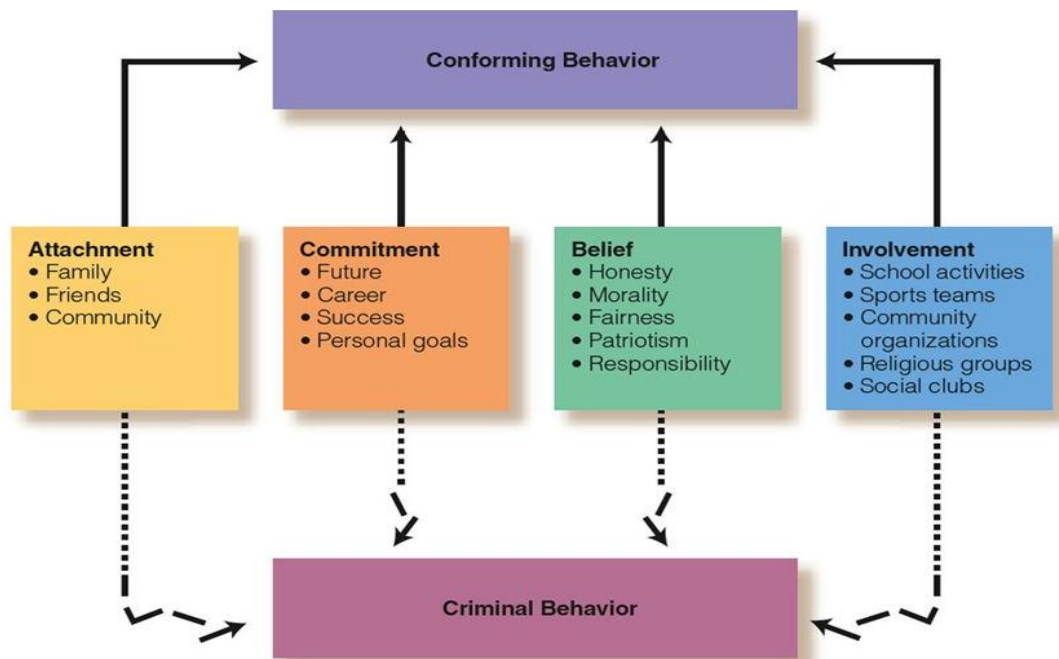 Conforming Behavior
Attachment
• Family
• Friends
• Community
Commitment
• Future
• Career
• Success
• Personal goals
Belief
• Honesty
• Morality
• Fairness
• Patriotism
• Responsibility
Involvement
• School activities
• Sports teams
• Community
organizations
• Religious groups
• Social clubs
Criminal Behavior